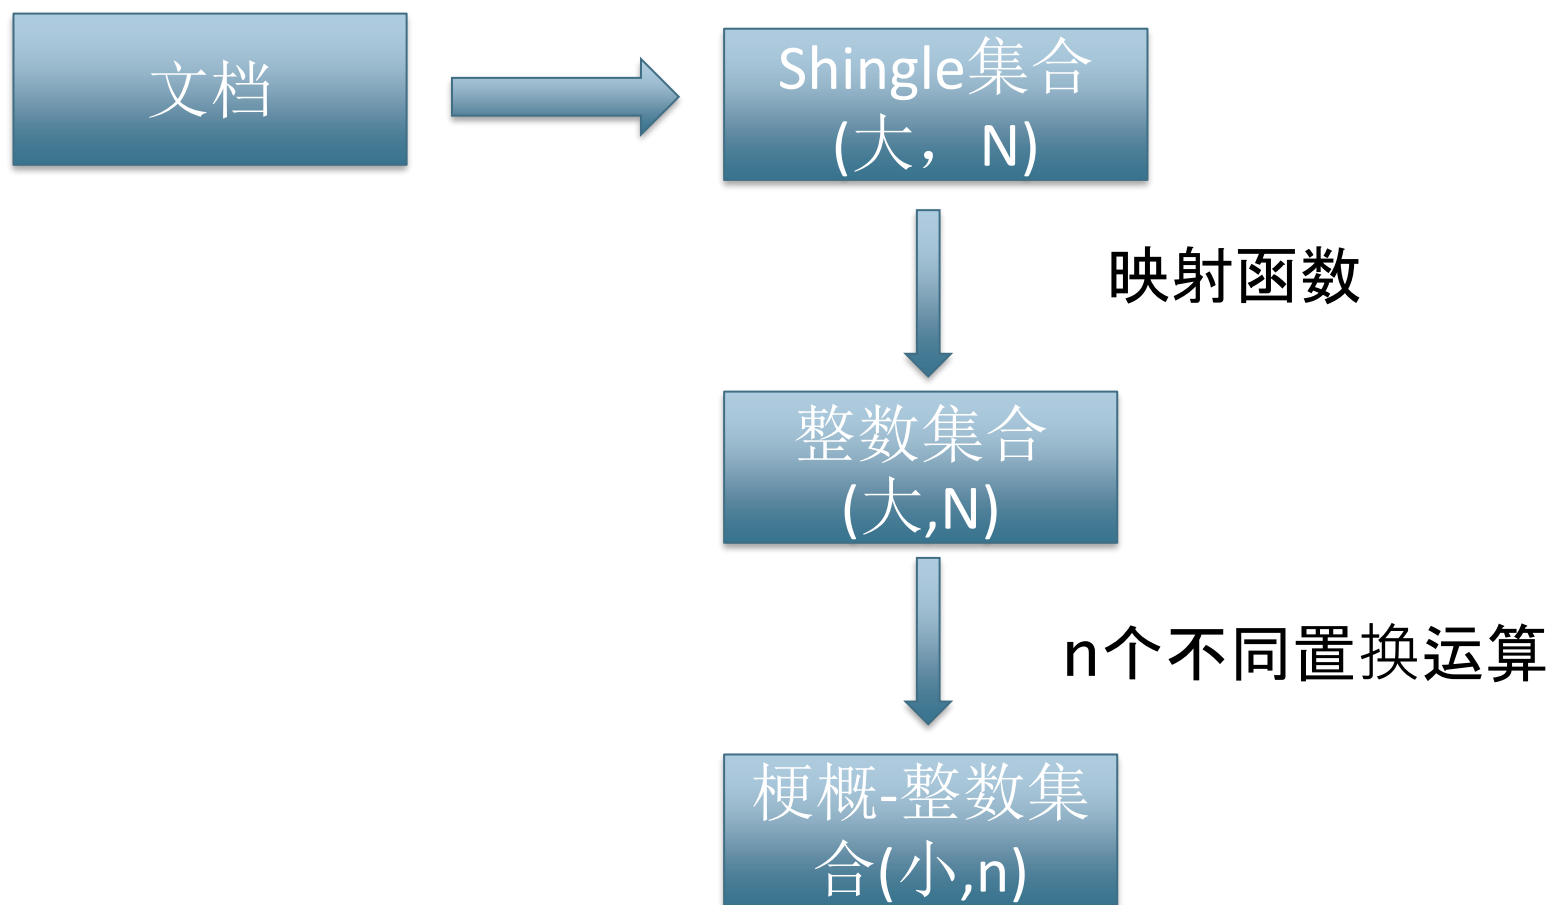 文档
Shingle集合
(大，N)
映射函数
整数集合
(大,N)
n个不同置换运算
梗概-整数集
合(小,n)